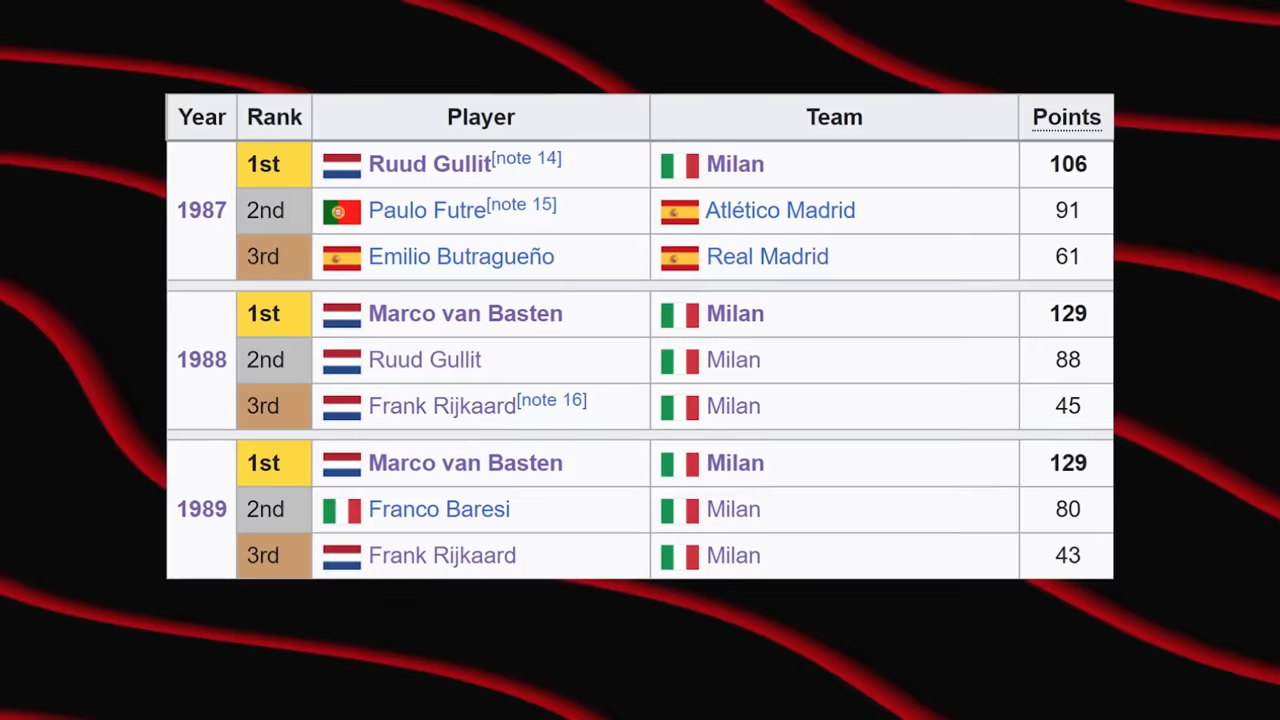 Year Rank Player Team Points
1987 1st Ruud Gullit[note 14] Milan 106
2nd Paulo Futre[note 15] Atlético Madrid 91
3rd Emilio Butragueño Real Madrid 61
1988 1st Marco van Basten Milan 129
2nd Ruud Gullit Milan 88
3rd Frank Rijkaard[note 16] Milan 45
1989 1st Marco van Basten Milan 129
2nd Franco Baresi Milan 80
3rd Frank Rijkaard Milan 43